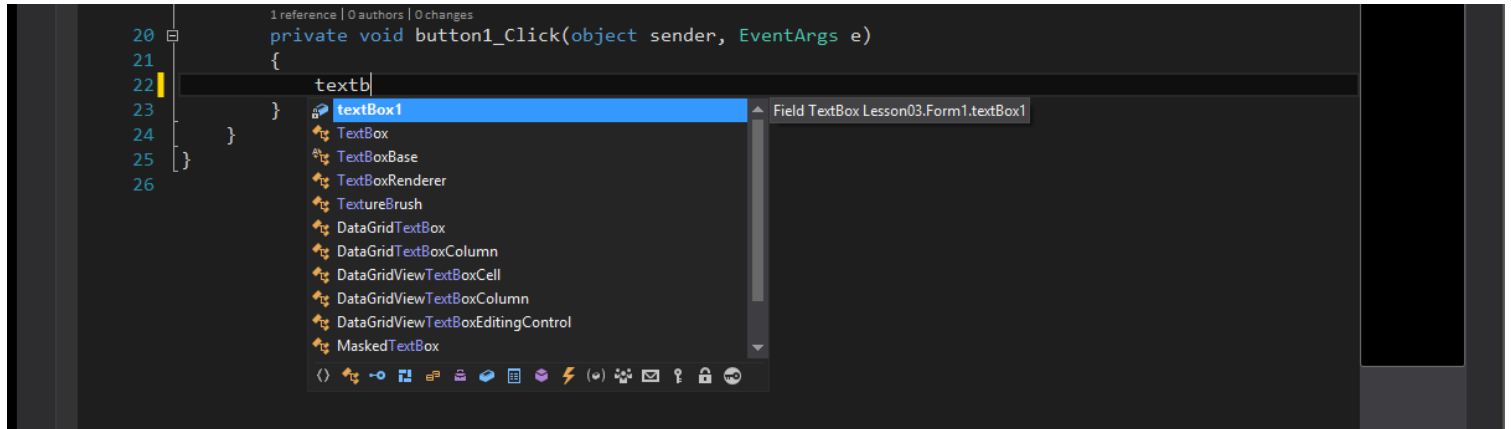 1 reference | 0 authors | 0 changes
20 private void button1_Click(object sender, EventArgs e)
21 {
22 textb
23 }
24 }
25 }
26
textBox1
Field TextBox Lesson03.Form1.textBox1
TextBox
TextBoxBase
TextBoxRenderer
TextureBrush
DataGridTextBox
DataGridTextBoxColumn
DataGridViewTextBoxCell
DataGridViewTextBoxColumn
DataGridViewTextBoxEditingControl
MaskedTextBox